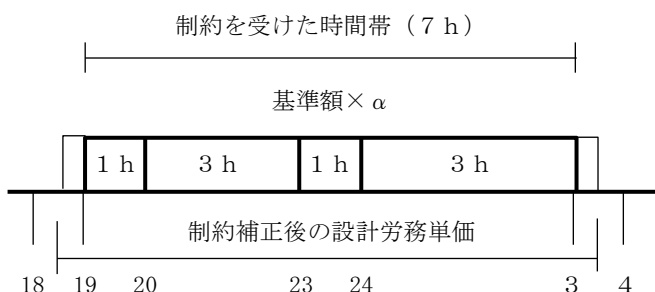 制約を受けた時間帯（７ｈ）
基準額×α
１ｈ ３ｈ １ｈ ３ｈ
制約補正後の設計労務単価
18 19 20 23 24 3 4